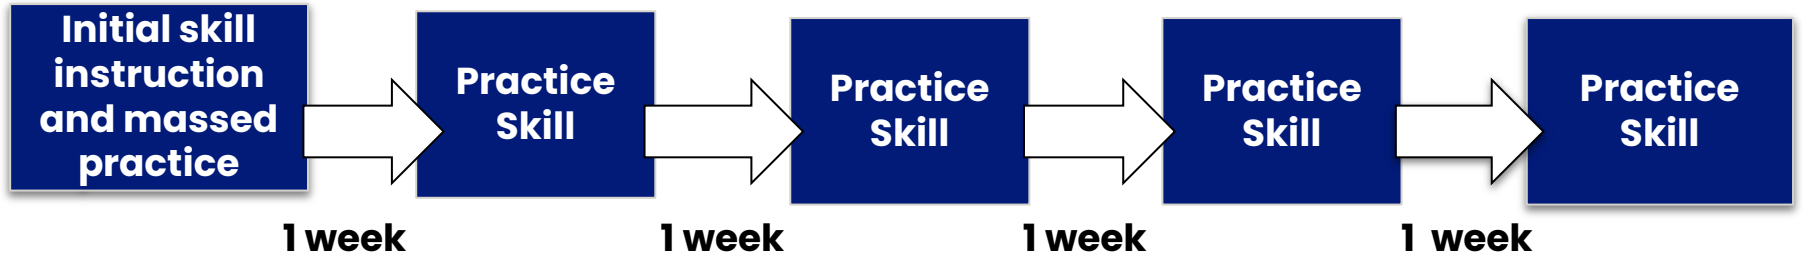 Initial skill
instruction
and massed
practice
Practice
Skill
Practice
Skill
Practice
Skill
Practice
Skill
1 week
1 week
1 week
1 week